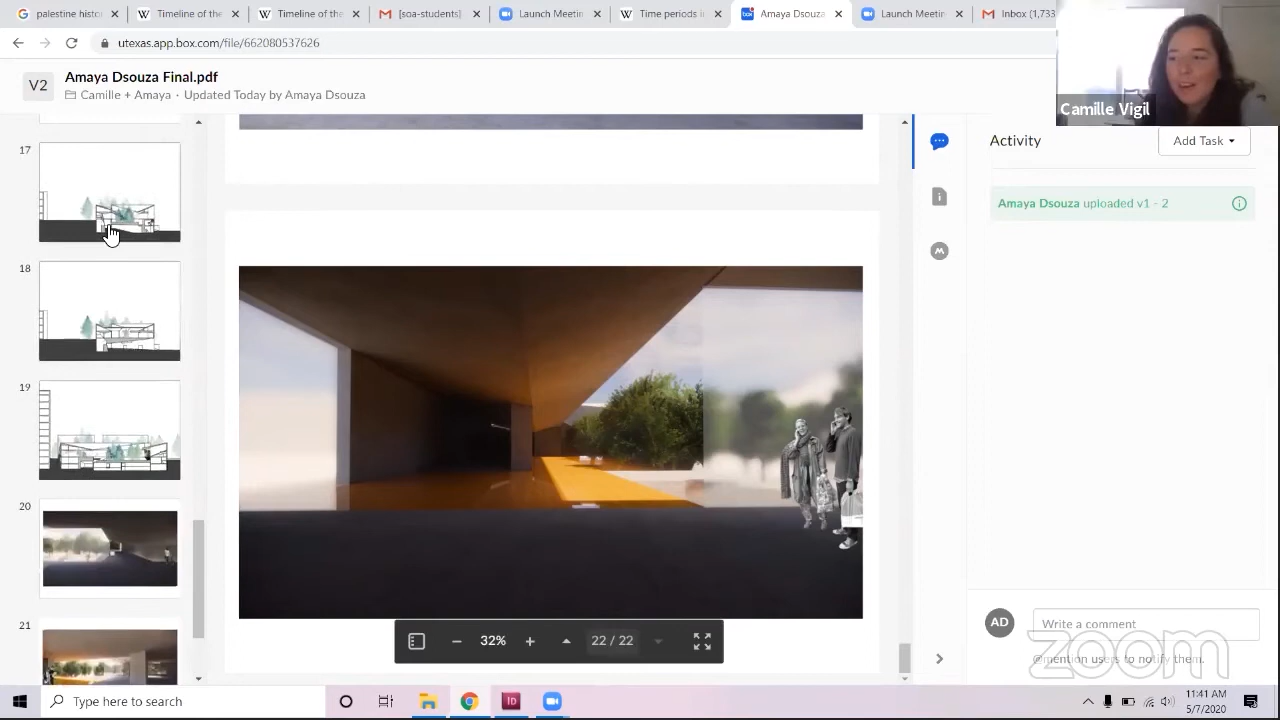 palestine history
Timeline of the
Timeline of the
[soa-students]
Launch Meetin
Time periods in
Amaya Dsouza
Launch Meetin
Inbox (1,733
utexas.app.box.com/file/662080537626
V2
Amaya Dsouza Final.pdf
Camille + Amaya · Updated Today by Amaya Dsouza
Camille Vigil
Activity
Add Task
Amaya Dsouza uploaded v1 - 2
17
18
19
20
21
32%
22 / 22
AD
Write a comment
@mention users to notify them.
zoom
Type here to search
11:41 AM
5/7/2020